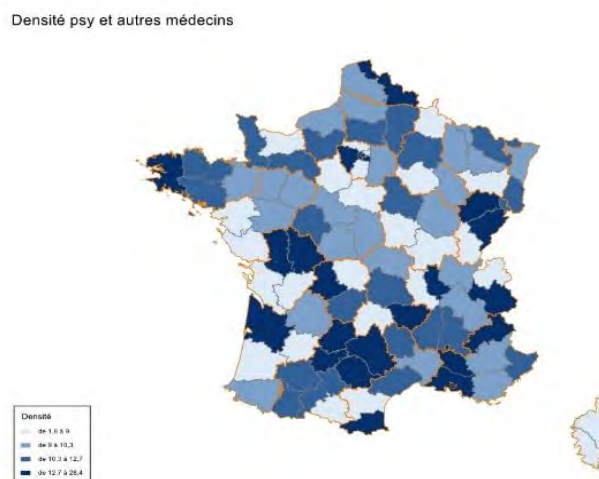 Densité psy et autres médecins
Densité
de 1,8 à 9
de 9 à 10,3
de 10,3 à 12,7
de 12,7 à 28,4